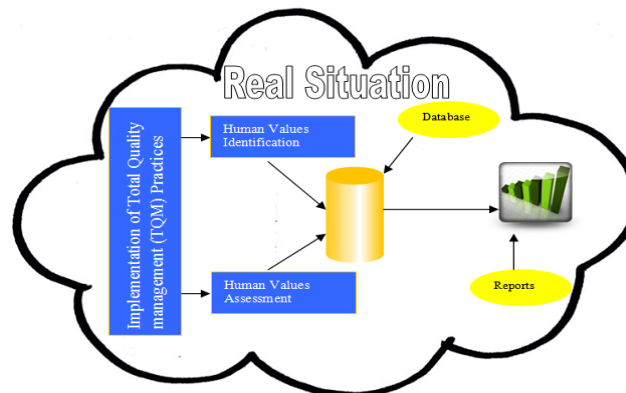 Real Situation
Implementation of Total Quality
management (TQM) Practices
Human Values
Identification
Database
Human Values
Assessment
Reports